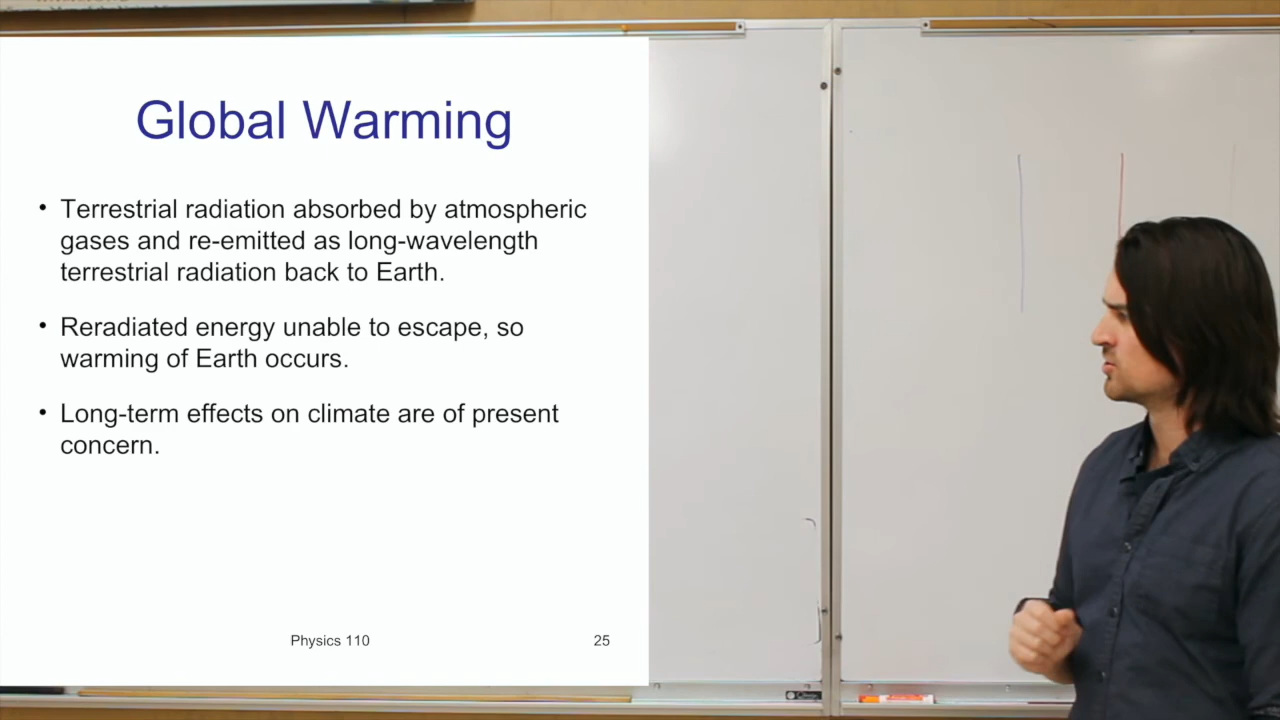 Global Warming
• Terrestrial radiation absorbed by atmospheric
gases and re-emitted as long-wavelength
terrestrial radiation back to Earth.
• Reradiated energy unable to escape, so
warming of Earth occurs.
• Long-term effects on climate are of present
concern.
Physics 110
25